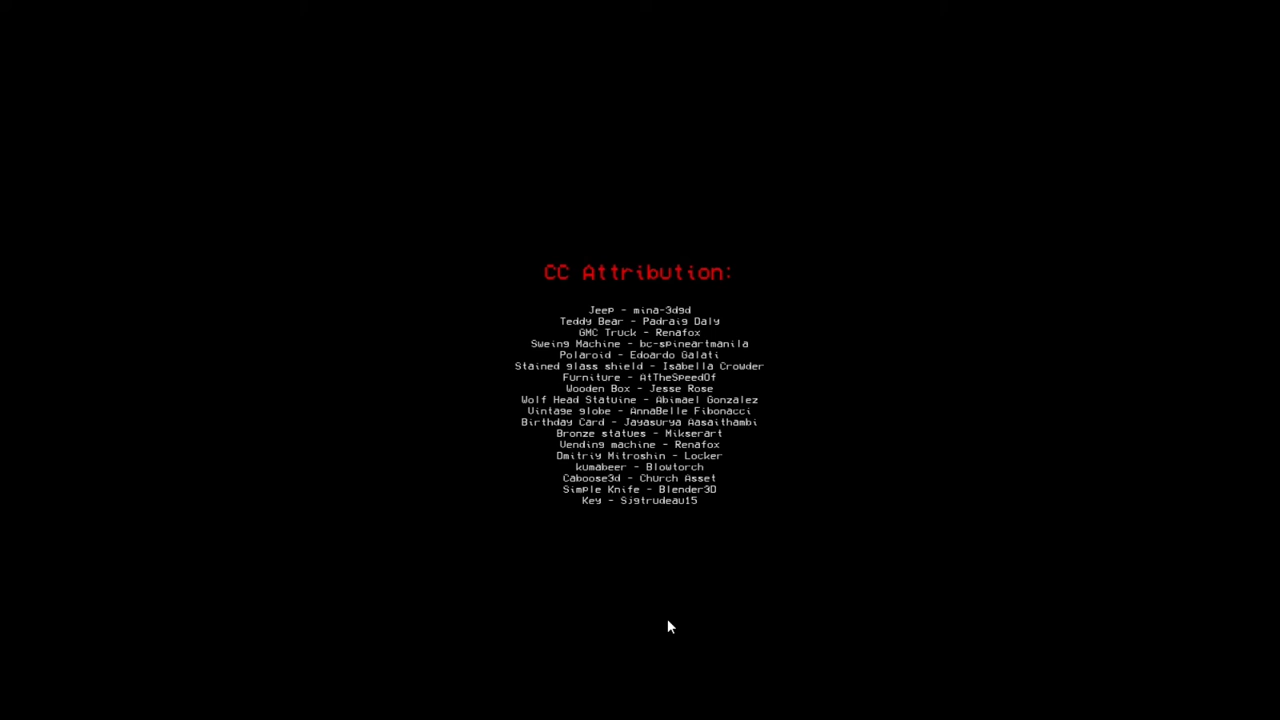 CC Attribution:
Jeep - mina-3d9d
Teddy Bear - Padraig Daly
GMC Truck - Renafox
Sweing Machine - bc-spineartmanila
Polaroid - Edoardo Galati
Stained glass shield - Isabella Crowder
Furniture - AtTheSpeedOf
Wooden Box - Jesse Rose
Wolf Head Statuine - Abimael Gonzalez
Vintage globe - AnnaBelle Fibonacci
Birthday Card - Jayasurya Aasaithambi
Bronze statues - Mikserart
Vending machine - Renafox
Dmitriy Mitroshin - Locker
kumabeer - Blowtorch
Caboose3d - Church Asset
Simple Knife - Blender3D
Key - Sjgtrudeau15